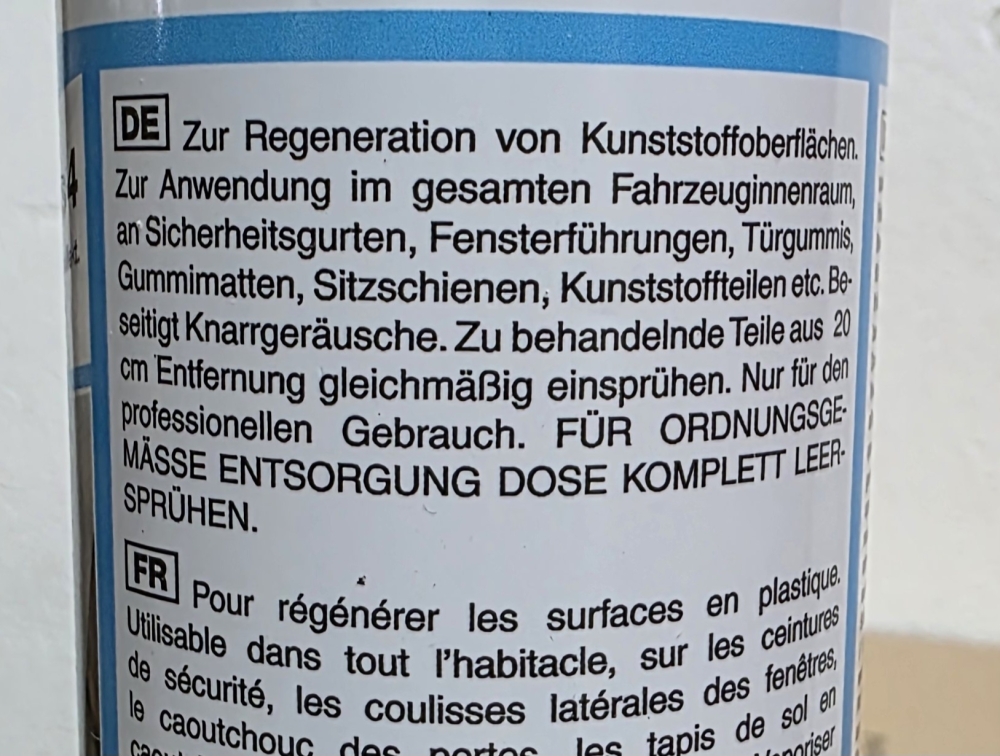 DE Zur Regeneration von Kunststoffoberflächen.
Zur Anwendung im gesamten Fahrzeuginnenraum,
an Sicherheitsgurten, Fensterführungen, Türgummis,
Gummimatten, Sitzschienen, Kunststoffteilen etc. Be-
seitigt Knarrgeräusche. Zu behandelnde Teile aus 20
cm Entfernung gleichmäßig einsprühen. Nur für den
professionellen Gebrauch. FÜR ORDNUNGSGE-
MÄSSE ENTSORGUNG DOSE KOMPLETT LEER-
SPRÜHEN.
FR Pour régénérer les surfaces en plastique.
Utilisable dans tout l'habitacle, sur les ceintures
de sécurité, les coulisses latérales des fenêtres,
le caoutchouc des portes, les tapis de sol en